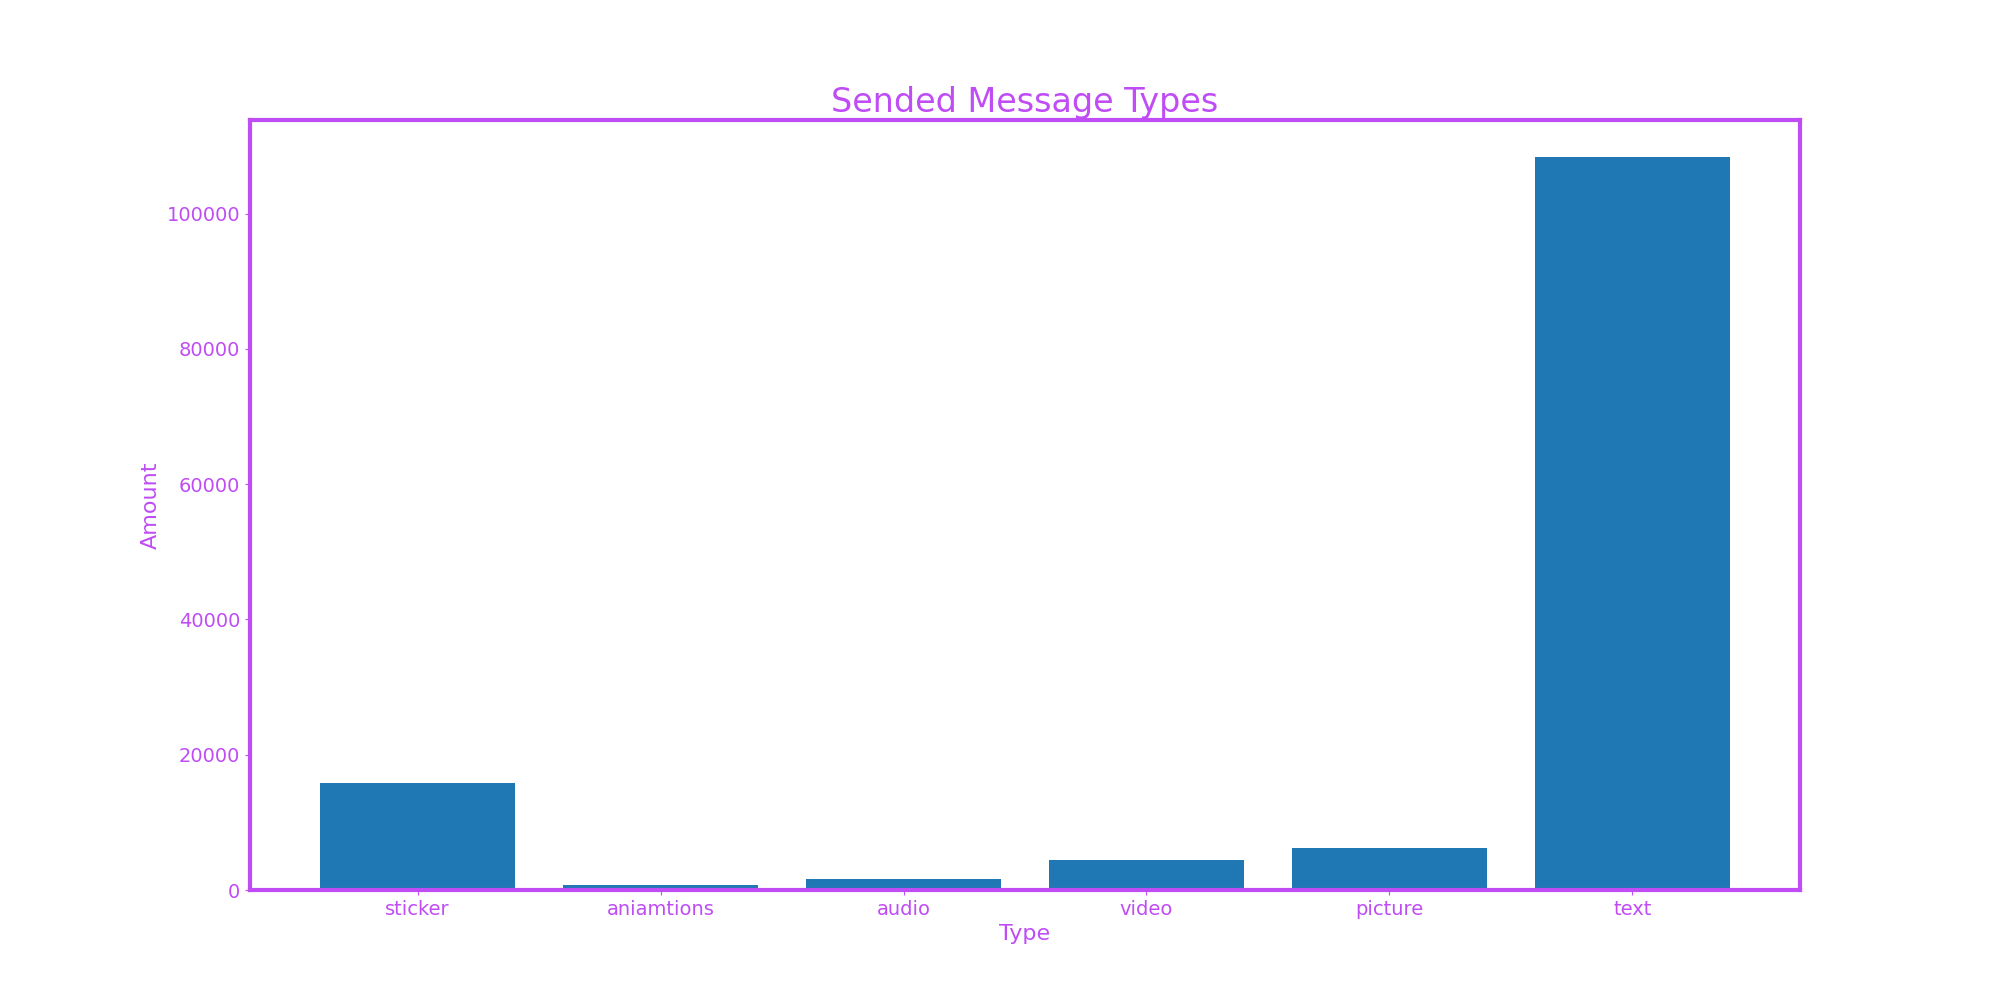 Sended Message Types
100000
80000
60000
40000
20000
0
Amount
sticker aniamtions audio video picture text
Type